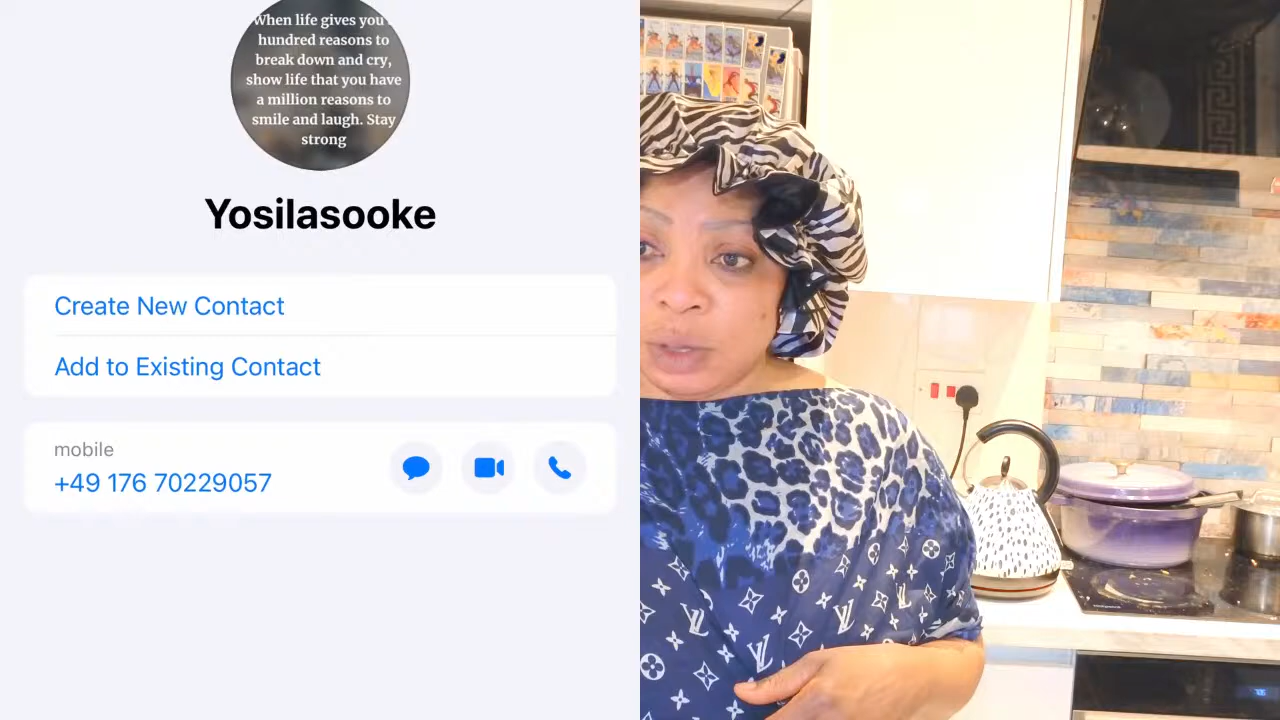 When life gives you
hundred reasons to
break down and cry,
show life that you have
a million reasons to
smile and laugh. Stay
strong
Yosilasooke
Create New Contact
Add to Existing Contact
mobile
+49 176 70229057